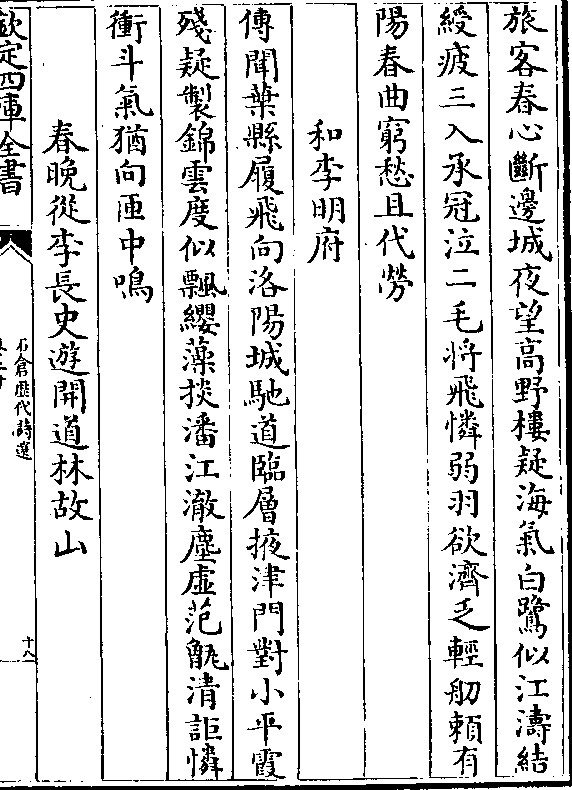 旅客春心斷邊城夜望高野樓疑海氣白鷺似江濤結
綬疲三入承冠泣二毛將飛憐弱羽欲濟乏輕舠頼有
陽春曲窮愁且代勞
和李明府
傳聞葉縣履飛向洛陽城馳道臨層掖津門對小平霞
殘疑製錦雲度似飄纓藻掞潘江澈塵虛范甑清詎憐
衝斗氣猶向匣中鳴
春晚從李長史遊開道林故山
欽定四庫全書
石倉歷代詩選
十八